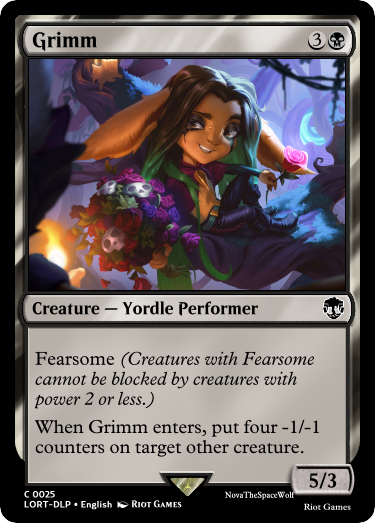 Grimm 3
Creature — Yordle Performer
Fearsome (Creatures with Fearsome
cannot be blocked by creatures with
power 2 or less.)
When Grimm enters, put four -1/-1
counters on target other creature.
5/3
C 0025
LORT-DLP • English RIOT GAMES
NovaTheSpaceWolf
Riot Games